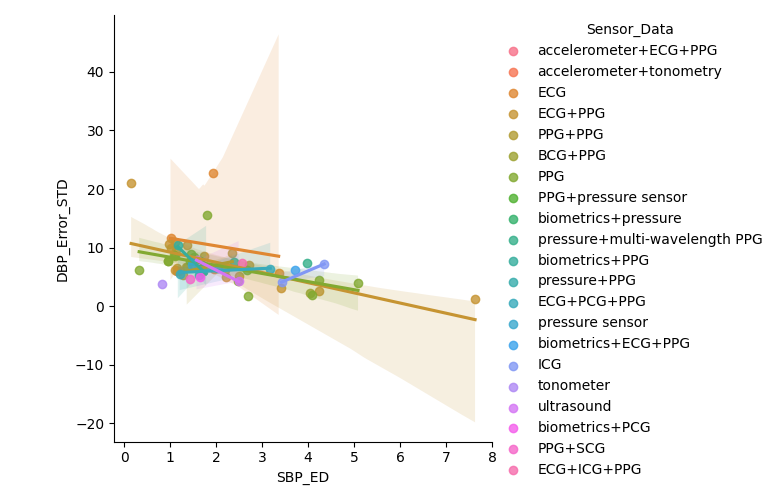 Sensor_Data
accelerometer+ECG+PPG
accelerometer+tonometry
ECG
ECG+PPG
PPG+PPG
BCG+PPG
PPG
PPG+pressure sensor
biometrics+pressure
pressure+multi-wavelength PPG
biometrics+PPG
pressure+PPG
ECG+PCG+PPG
pressure sensor
biometrics+ECG+PPG
ICG
tonometer
ultrasound
biometrics+PCG
PPG+SCG
ECG+ICG+PPG
DBP_Error_STD
40
30
20
10
0
−10
−20
0 1 2 3 4 5 6 7 8
SBP_ED